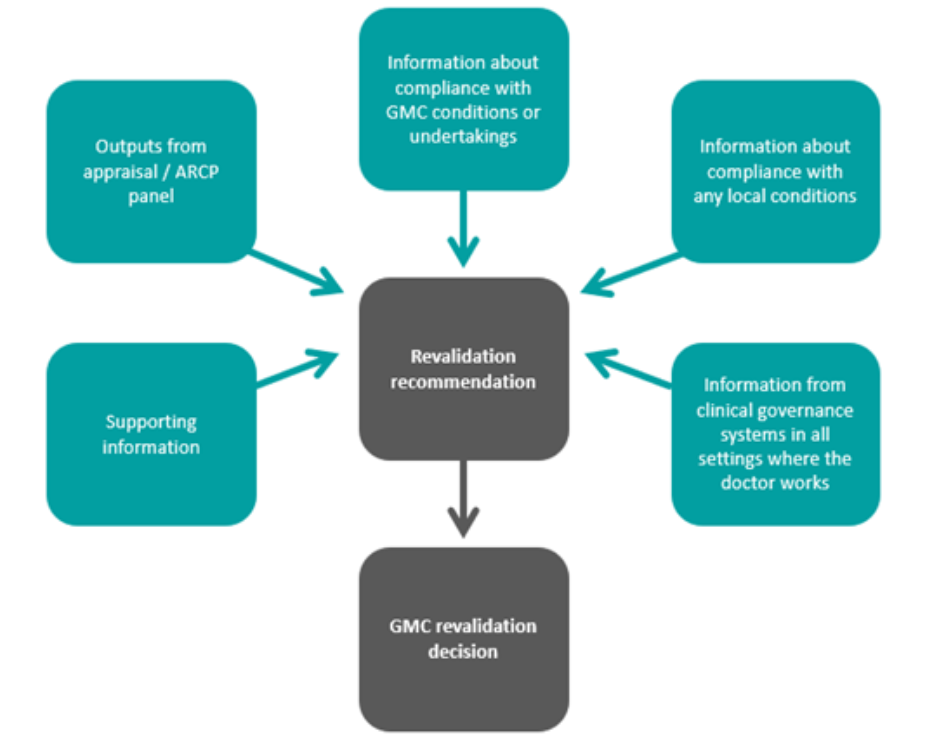 Information about
compliance with
GMC conditions or
undertakings
Outputs from
appraisal / ARCP
panel
Information about
compliance with
any local conditions
Revalidation
recommendation
Supporting
information
Information from
clinical governance
systems in all
settings where the
doctor works
GMC revalidation
decision